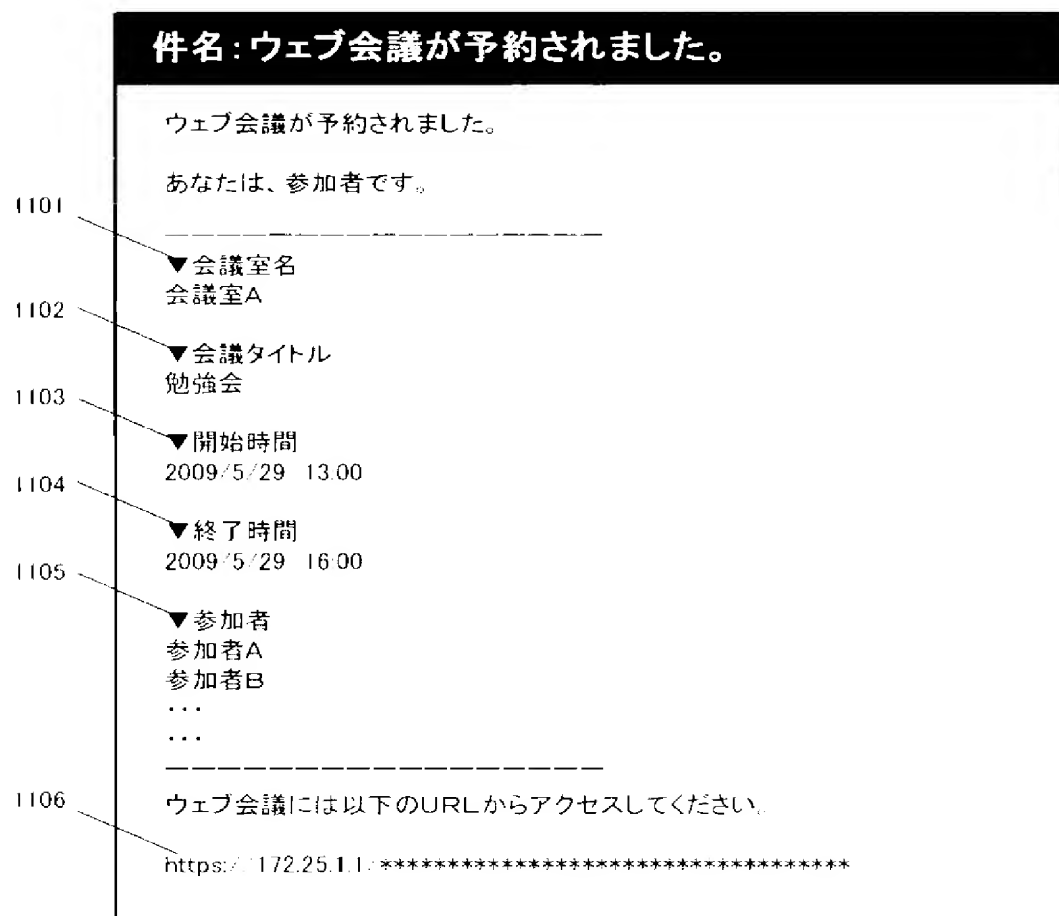 件名:ウェブ会議が予約されました。
ウェブ会議が予約されました。
あなたは、参加者です。
1101
▼会議室名
会議室A
1102
▼会議タイトル
勉強会
1103
▼開始時間
2009/5/29 13:00
1104
▼終了時間
2009/5/29 16:00
1105
▼参加者
参加者A
参加者B
・・・
・・・
1106
ウェブ会議には以下のURLからアクセスしてください。
https://172.25.1.1/***********************************